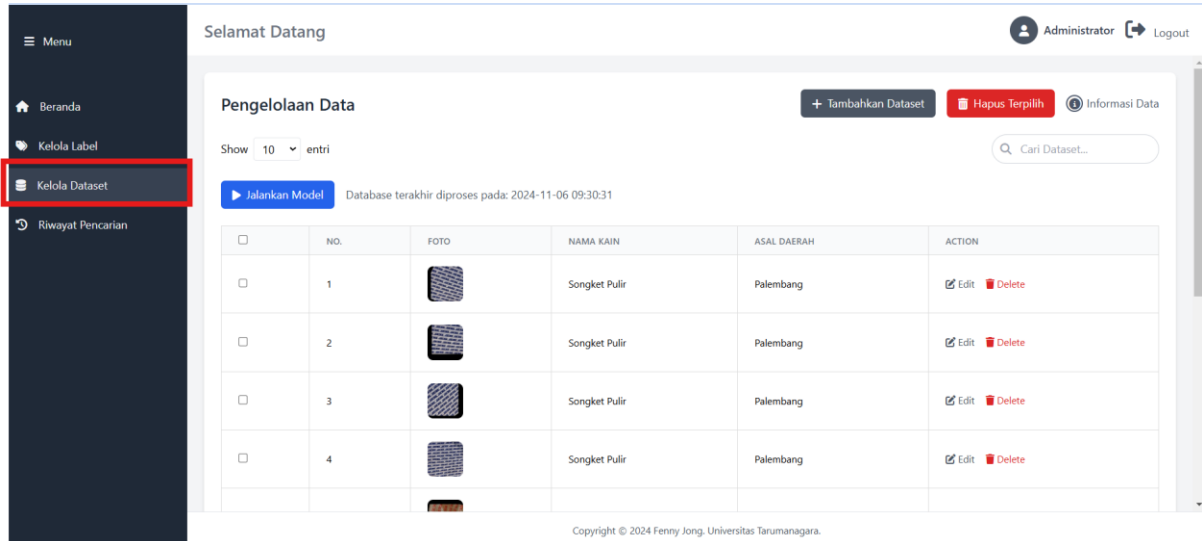 Menu
Selamat Datang
Administrator
Logout
Beranda
Kelola Label
Kelola Dataset
Riwayat Pencarian
Pengelolaan Data
+ Tambahkan Dataset
Hapus Terpilih
Informasi Data
Show 10 entri
Cari Dataset...
Jalankan Model
Database terakhir diproses pada: 2024-11-06 09:30:31
NO. FOTO NAMA KAIN ASAL DAERAH ACTION
1 Songket Pulir Palembang Edit Delete
2 Songket Pulir Palembang Edit Delete
3 Songket Pulir Palembang Edit Delete
4 Songket Pulir Palembang Edit Delete
Copyright © 2024 Fenny Jong. Universitas Tarumanagara.